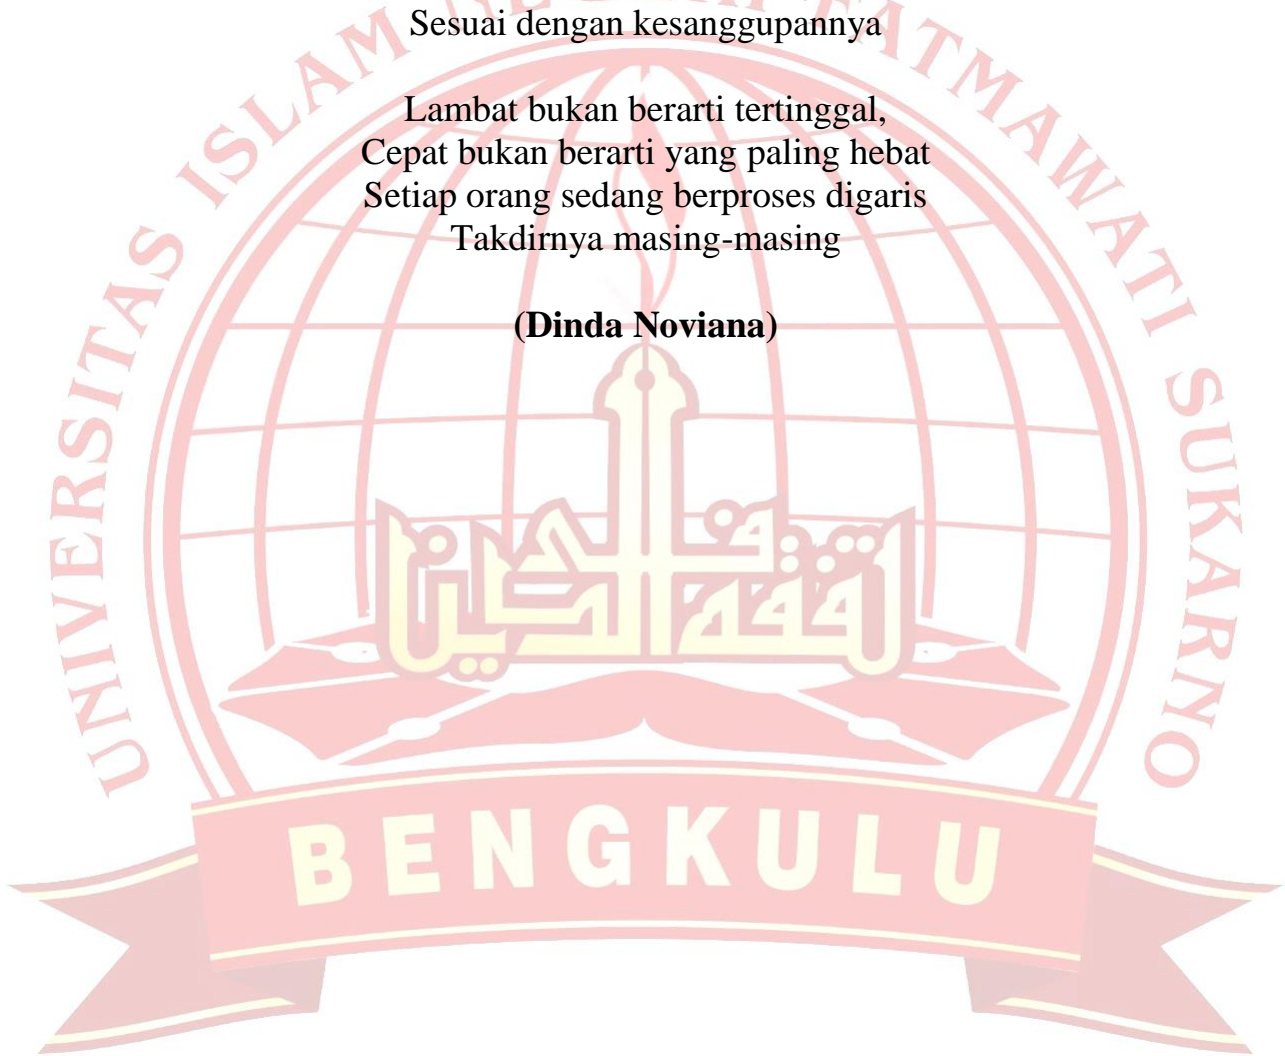 Sesuai dengan kesanggupannya
Lambat bukan berarti tertinggal,
Cepat bukan berarti yang paling hebat
Setiap orang sedang berproses digaris
Takdirnya masing-masing
(Dinda Noviana)
UNIVERSITAS ISLAM NEGERI FATMAWATI SUKARNO
BENGKULU